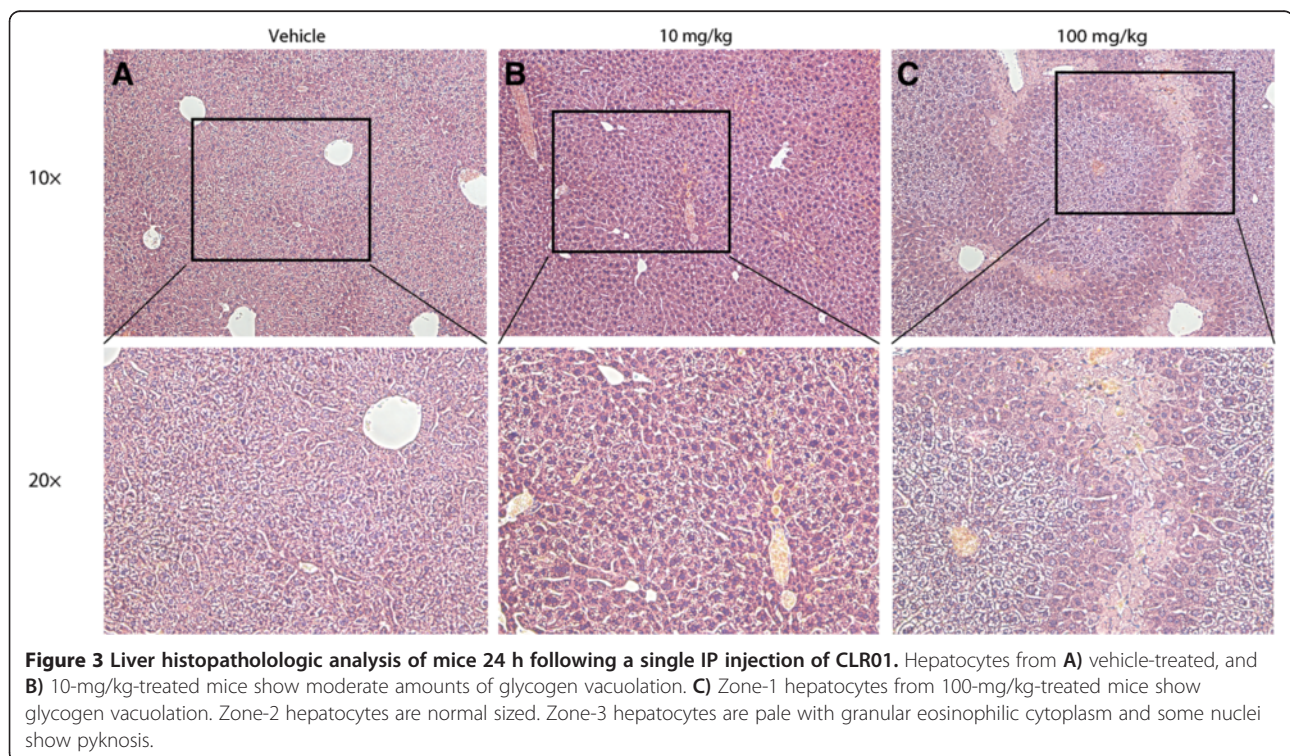 Vehicle
10 mg/kg
100 mg/kg
A
B
C
10×
20×
Figure 3 Liver histopatholologic analysis of mice 24 h following a single IP injection of CLR01. Hepatocytes from A) vehicle-treated, and
B) 10-mg/kg-treated mice show moderate amounts of glycogen vacuolation. C) Zone-1 hepatocytes from 100-mg/kg-treated mice show
glycogen vacuolation. Zone-2 hepatocytes are normal sized. Zone-3 hepatocytes are pale with granular eosinophilic cytoplasm and some nuclei
show pyknosis.